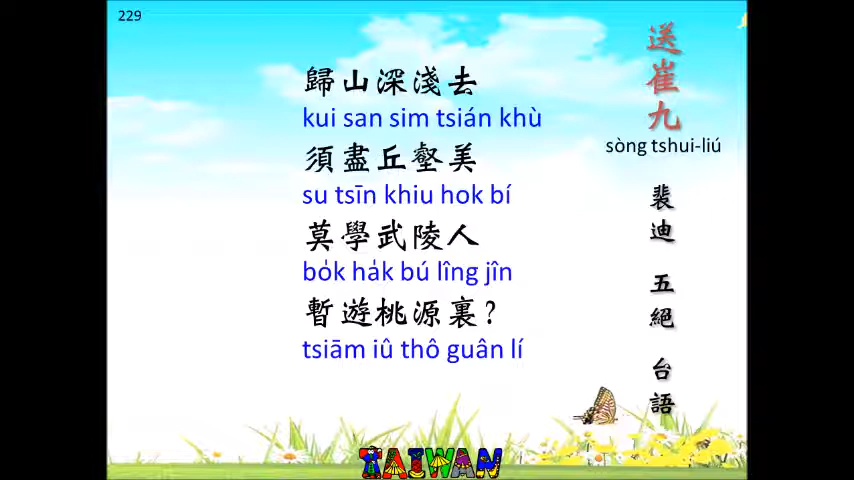 229
送崔九
sòng tshui-liú
裴迪 五絕 台語
歸山深淺去
kui san sim tsián khù
須盡丘壑美
su tsīn khiu hok bí
莫學武陵人
bo̍k ha̍k bú lîng jîn
暫遊桃源裏?
tsiām iû thô guân lí
TAIWAN